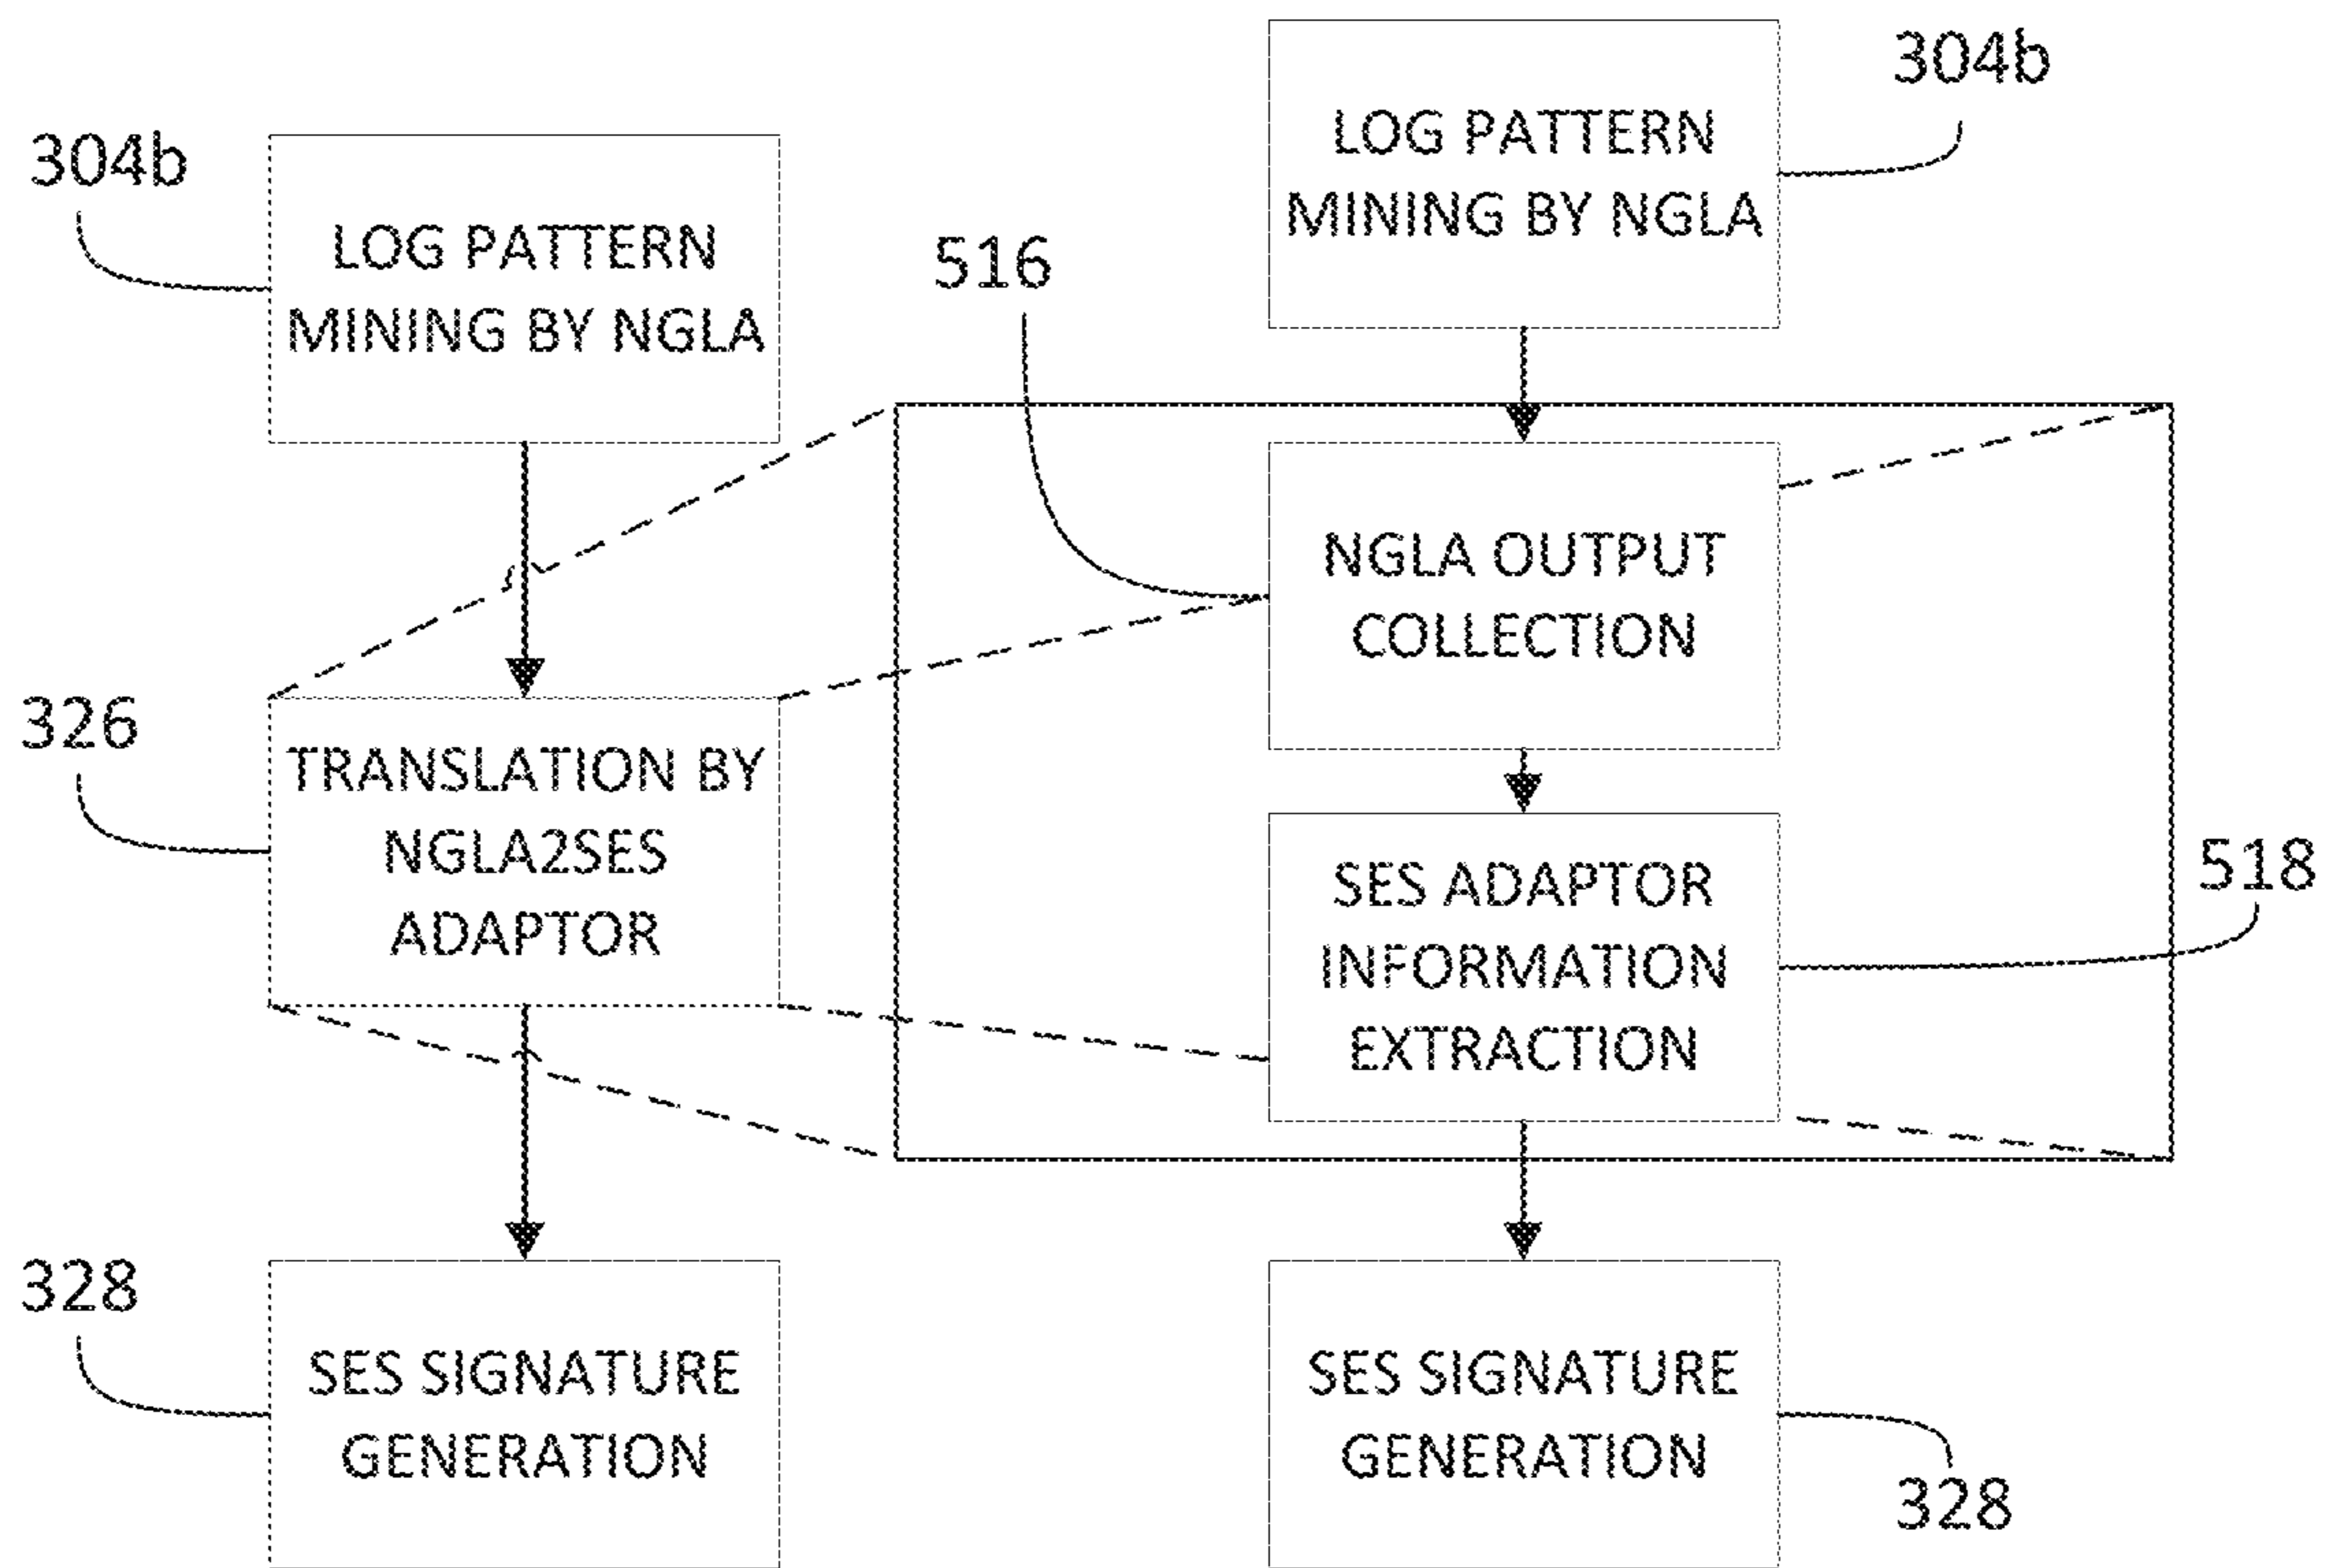 304b
LOG PATTERN
MINING BY NGLA
326
TRANSLATION BY
NGLA2SES
ADAPTOR
328
SES SIGNATURE
GENERATION
304b
LOG PATTERN
MINING BY NGLA
516
NGLA OUTPUT
COLLECTION
518
SES ADAPTOR
INFORMATION
EXTRACTION
SES SIGNATURE
GENERATION
328